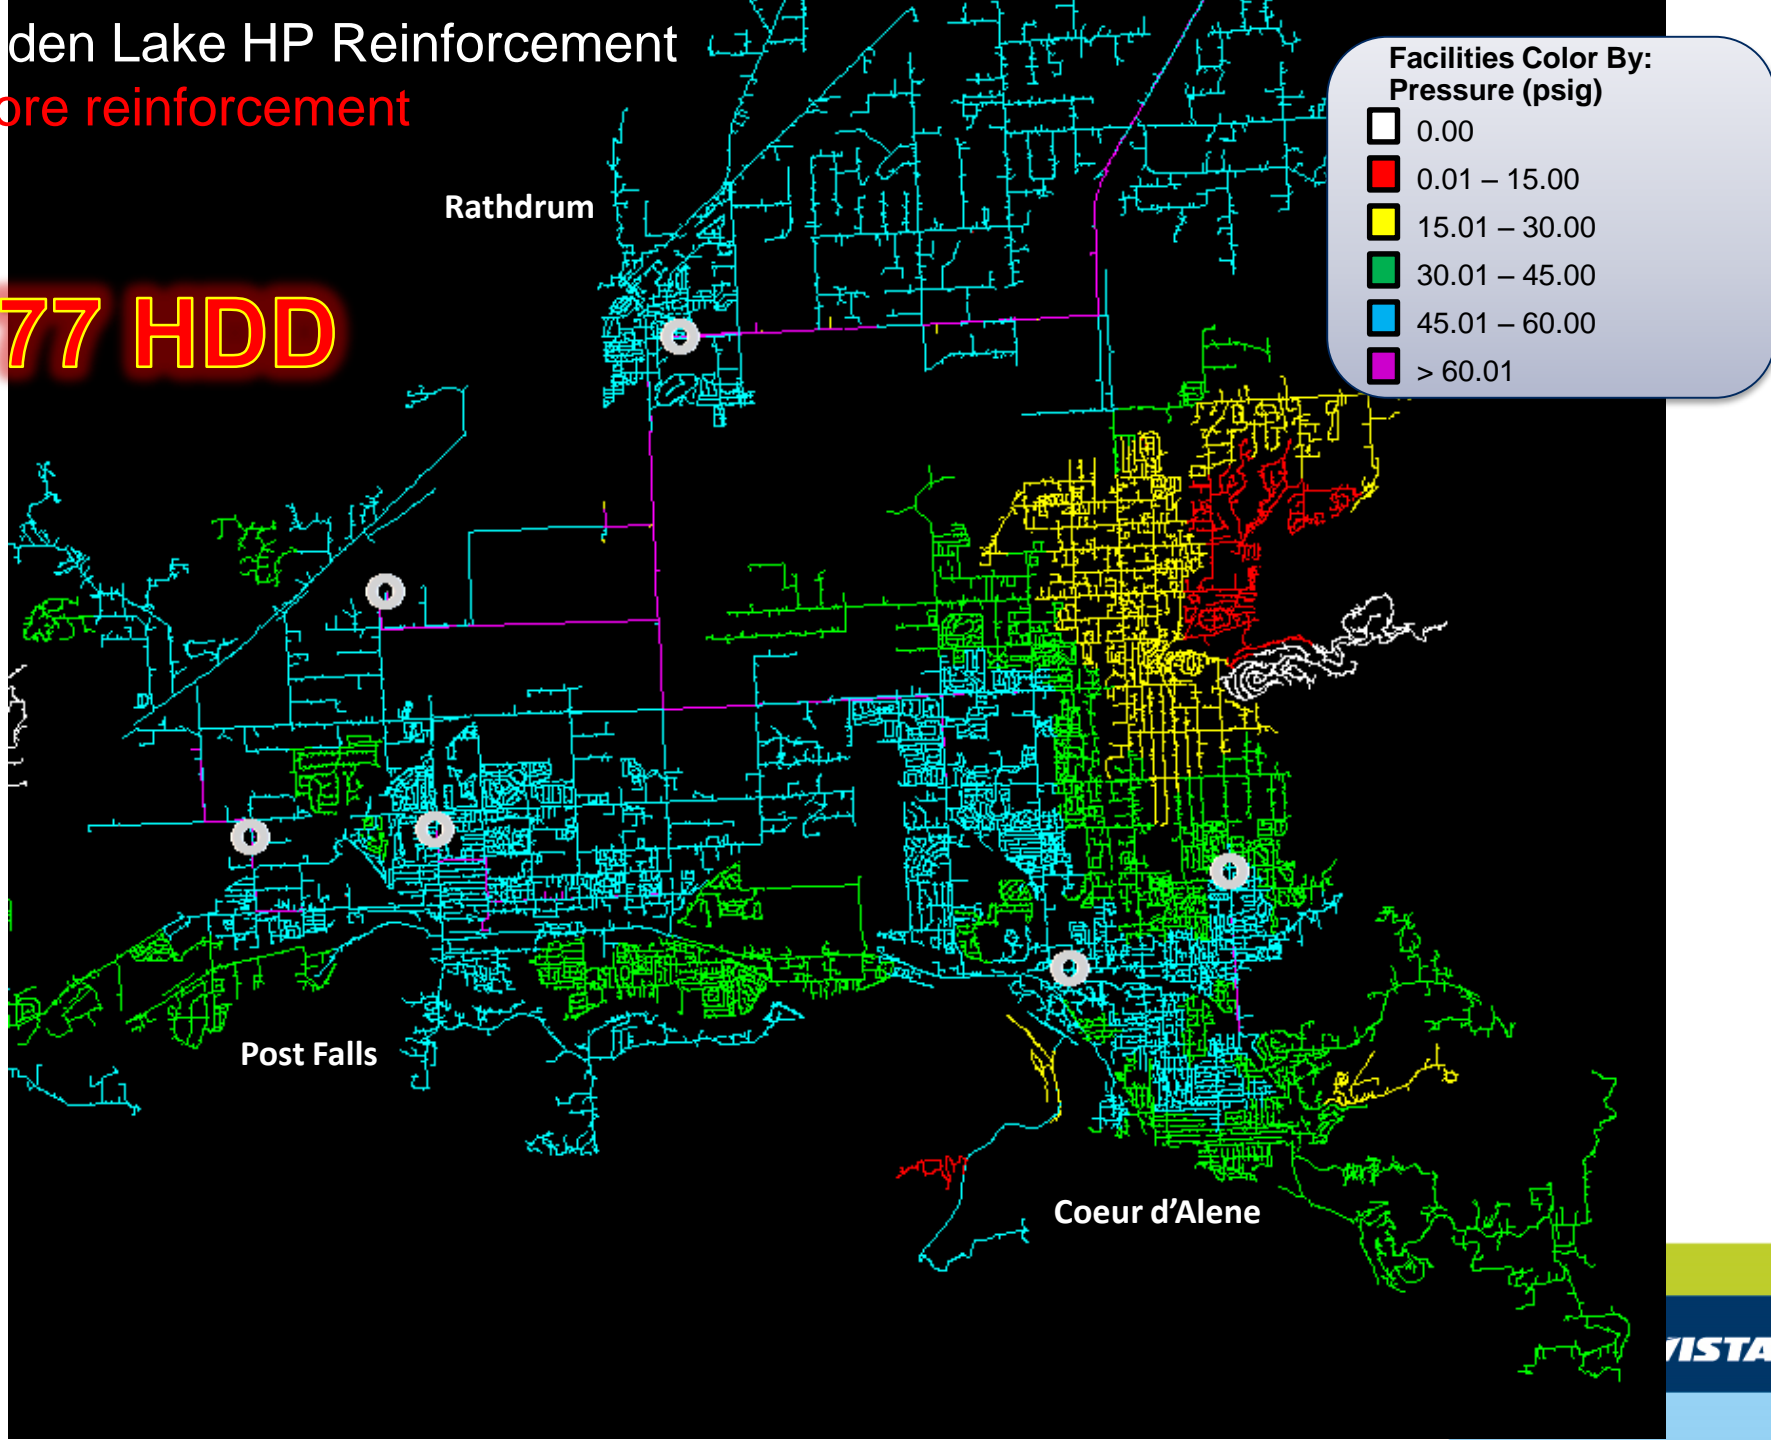 den Lake HP Reinforcement
ore reinforcement
Facilities Color By:
Pressure (psig)
0.00
0.01 – 15.00
15.01 – 30.00
30.01 – 45.00
45.01 – 60.00
> 60.01
Rathdrum
77 HDD
Post Falls
Coeur d'Alene
VISTA